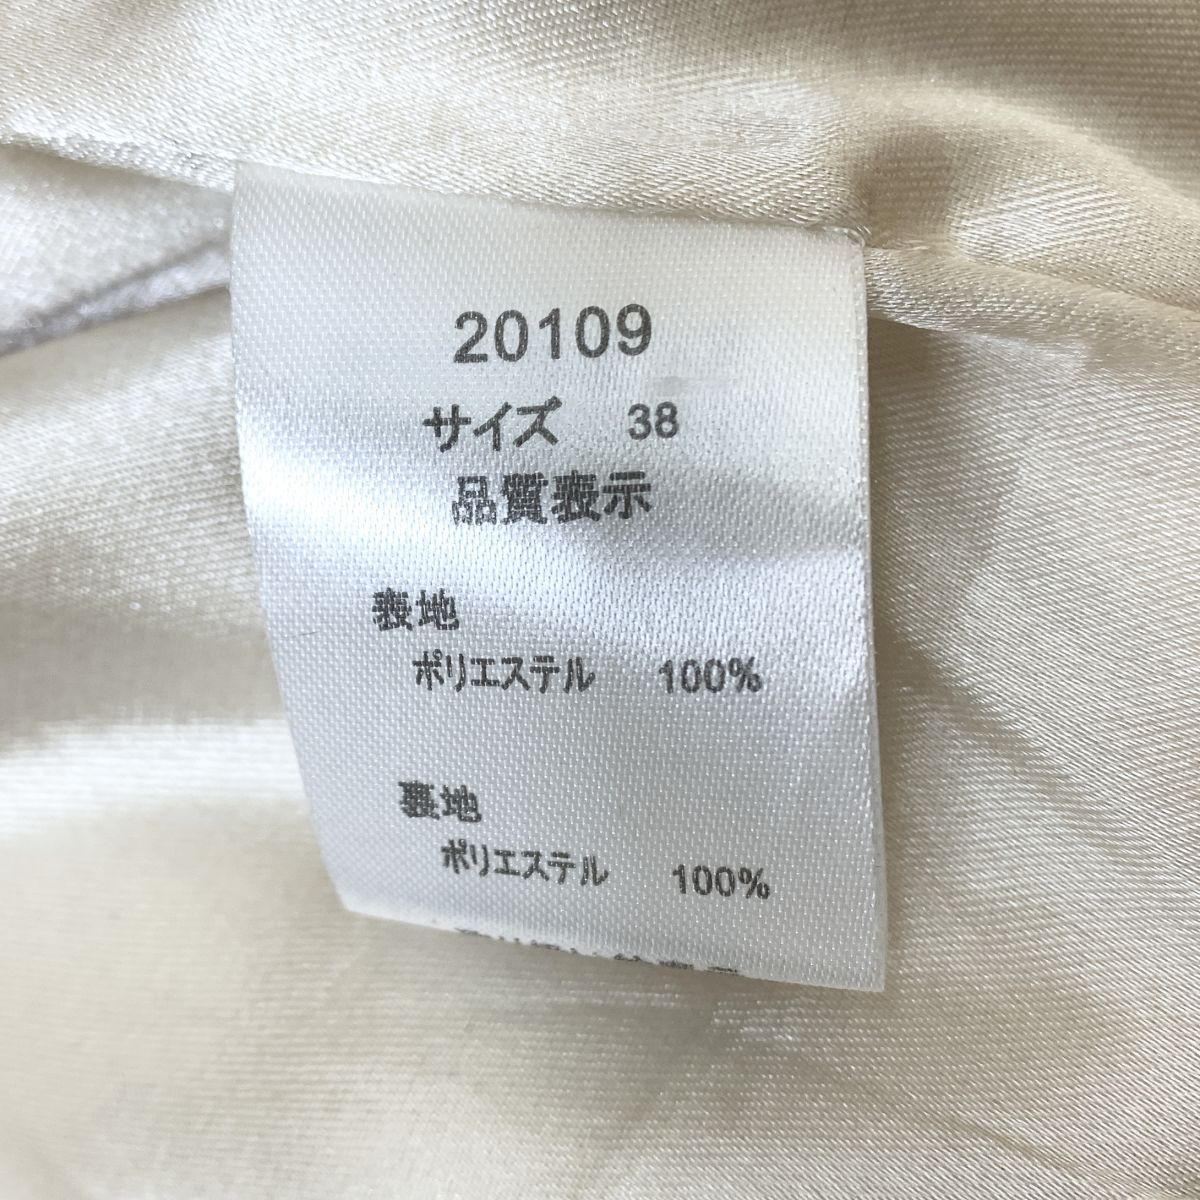 20109
サイズ 38
品質表示
表地
ポリエステル 100%
裏地
ポリエステル 100%